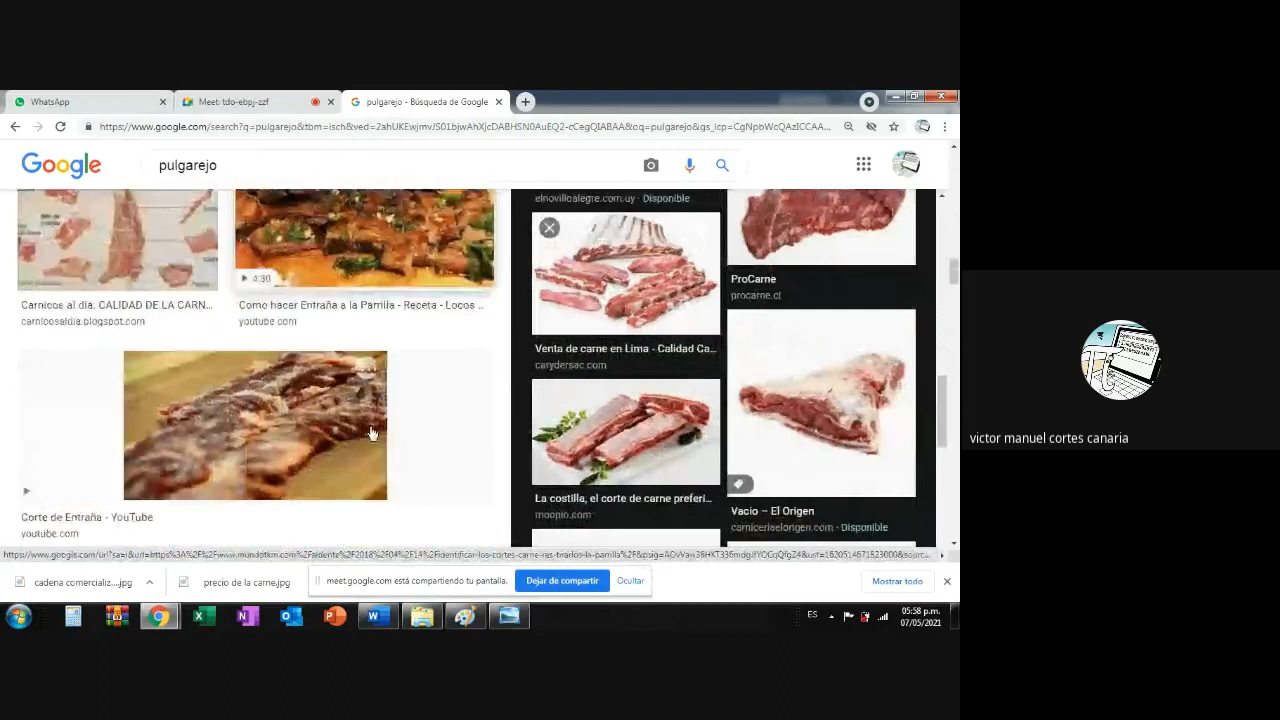 WhatsApp
Meet: tdo-ebpj-zzf
pulgarejo - Búsqueda de Google
Google
pulgarejo
elnovilloalegre.com.uy · Disponible
4:30
Carnicos al dia: CALIDAD DE LA CARN...
carnicosaldia.blogspot.com
Como hacer Entraña a la Parrilla - Receta - Locos ...
youtube.com
Venta de carne en Lima - Calidad Ca...
carydersac.com
ProCarne
procarne.cl
La costilla, el corte de carne preferi...
moopio.com
Vacio – El Origen
carniceriaelorigen.com · Disponible
Corte de Entraña - YouTube
youtube.com
cadena comercializ....jpg
precio de la carne.jpg
meet.google.com está compartiendo tu pantalla.
Dejar de compartir
Ocultar
Mostrar todo
ES
05:58 p.m.
07/05/2021
victor manuel cortes canaria